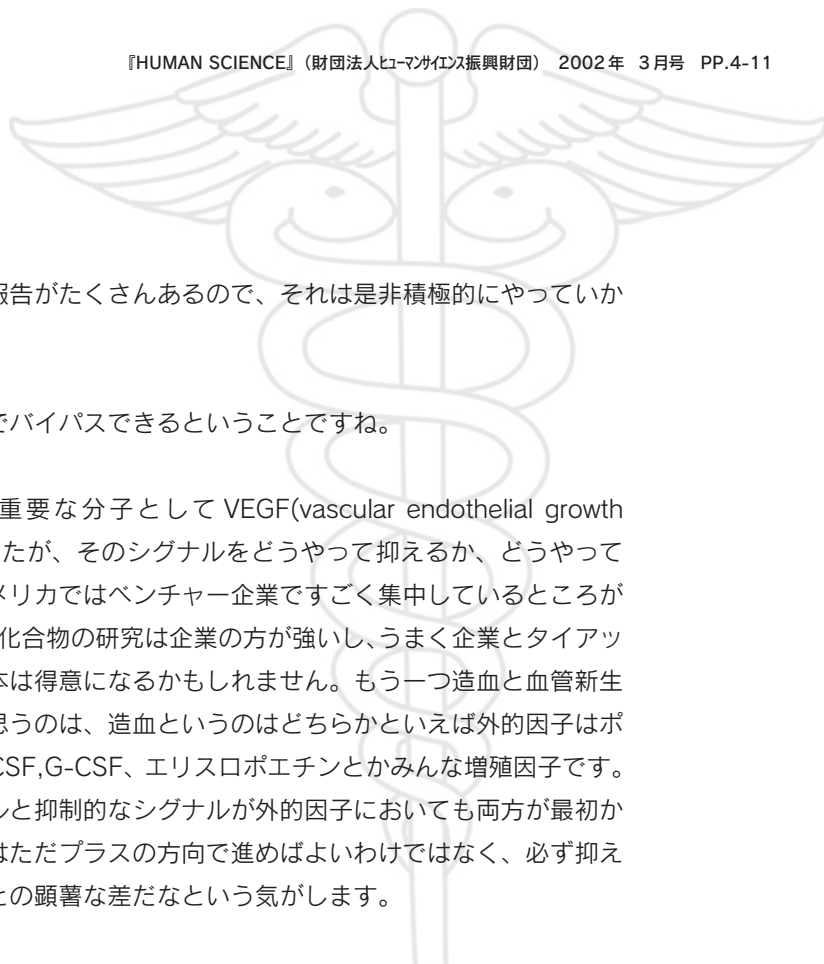 『HUMAN SCIENCE』（財団法人ﾋｭｰﾏﾝｻｲｴﾝｽ振興財団） 2002年 3月号 PP.4-11
報告がたくさんあるので、それは是非積極的にやっていか
でバイパスできるということですね。
重要な分子として VEGF(vascular endothelial growth
たが、そのシグナルをどうやって抑えるか、どうやって
メリカではベンチャー企業ですごく集中しているところが
化合物の研究は企業の方が強いし、うまく企業とタイアッ
本は得意になるかもしれません。もう一つ造血と血管新生
思うのは、造血というのはどちらかといえば外的因子はポ
CSF,G-CSF、エリスロポエチンとかみんな増殖因子です。
ルと抑制的なシグナルが外的因子においても両方が最初か
はただプラスの方向で進めばよいわけではなく、必ず抑え
との顕薯な差だなという気がします。